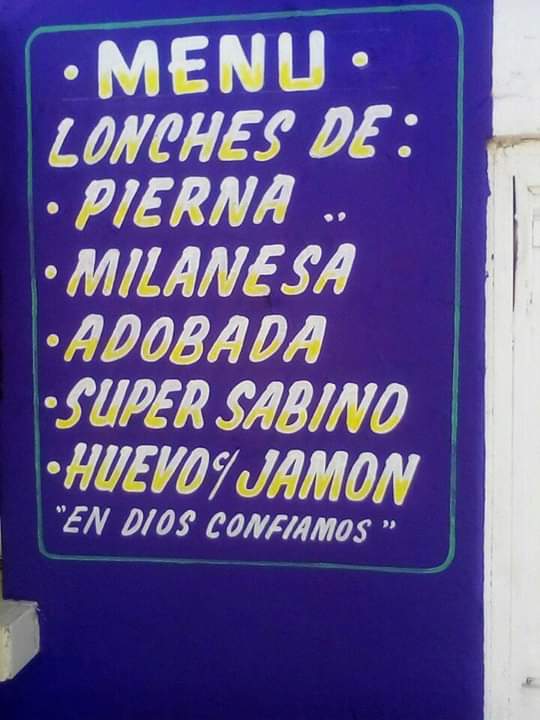 · MENU ·
LONCHES DE:
· PIERNA ..
· MILANESA
· ADOBADA
· SUPER SABINO
· HUEVO c/ JAMON
"EN DIOS CONFIAMOS"